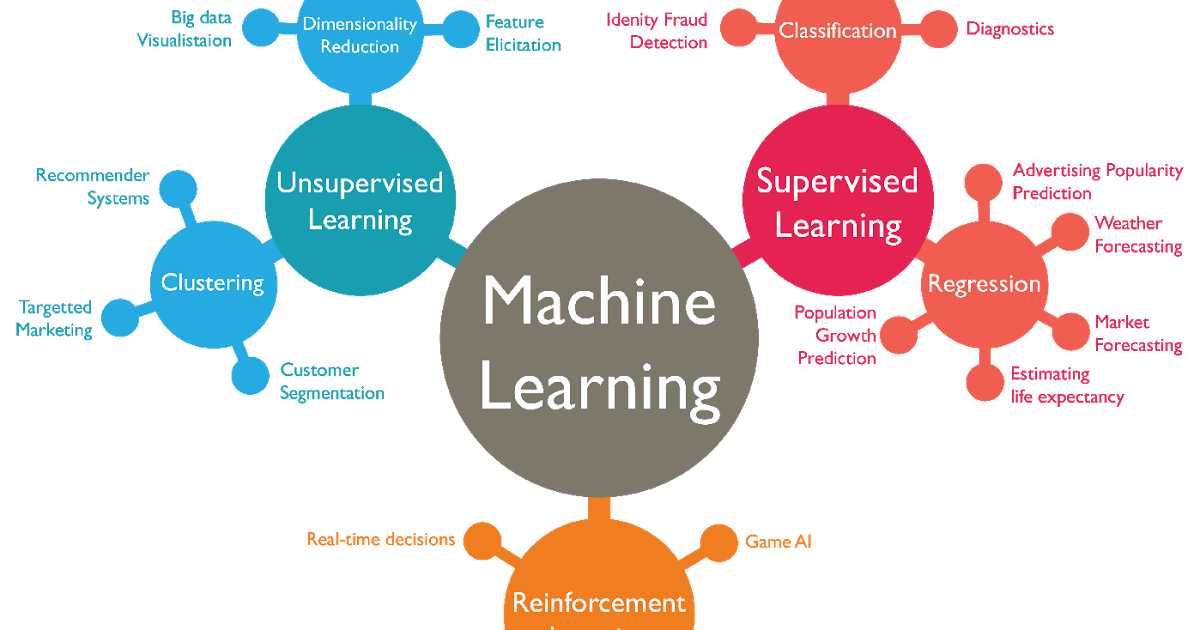 Big data
Visualistaion
Dimensionality
Reduction
Feature
Elicitation
Idenity Fraud
Detection
Classification
Diagnostics
Recommender
Systems
Unsupervised
Learning
Clustering
Targetted
Marketing
Customer
Segmentation
Machine
Learning
Supervised
Learning
Advertising Popularity
Prediction
Weather
Forecasting
Regression
Population
Growth
Prediction
Market
Forecasting
Estimating
life expectancy
Real-time decisions
Game AI
Reinforcement